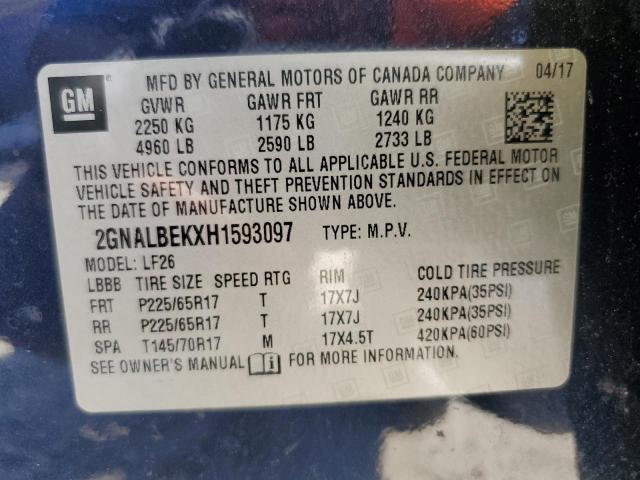 GM
MFD BY GENERAL MOTORS OF CANADA COMPANY 04/17
GVWR GAWR FRT GAWR RR
2250 KG 1175 KG 1240 KG
4960 LB 2590 LB 2733 LB
THIS VEHICLE CONFORMS TO ALL APPLICABLE U.S. FEDERAL MOTOR
VEHICLE SAFETY AND THEFT PREVENTION STANDARDS IN EFFECT ON
THE DATE OF MANUFACTURE SHOWN ABOVE.
2GNALBEKXH1593097 TYPE: M.P.V.
MODEL: LF26
LBBB TIRE SIZE SPEED RTG RIM COLD TIRE PRESSURE
FRT P225/65R17 T 17X7J 240KPA(35PSI)
RR P225/65R17 T 17X7J 240KPA(35PSI)
SPA T145/70R17 M 17X4.5T 420KPA(60PSI)
SEE OWNER'S MANUAL FOR MORE INFORMATION.